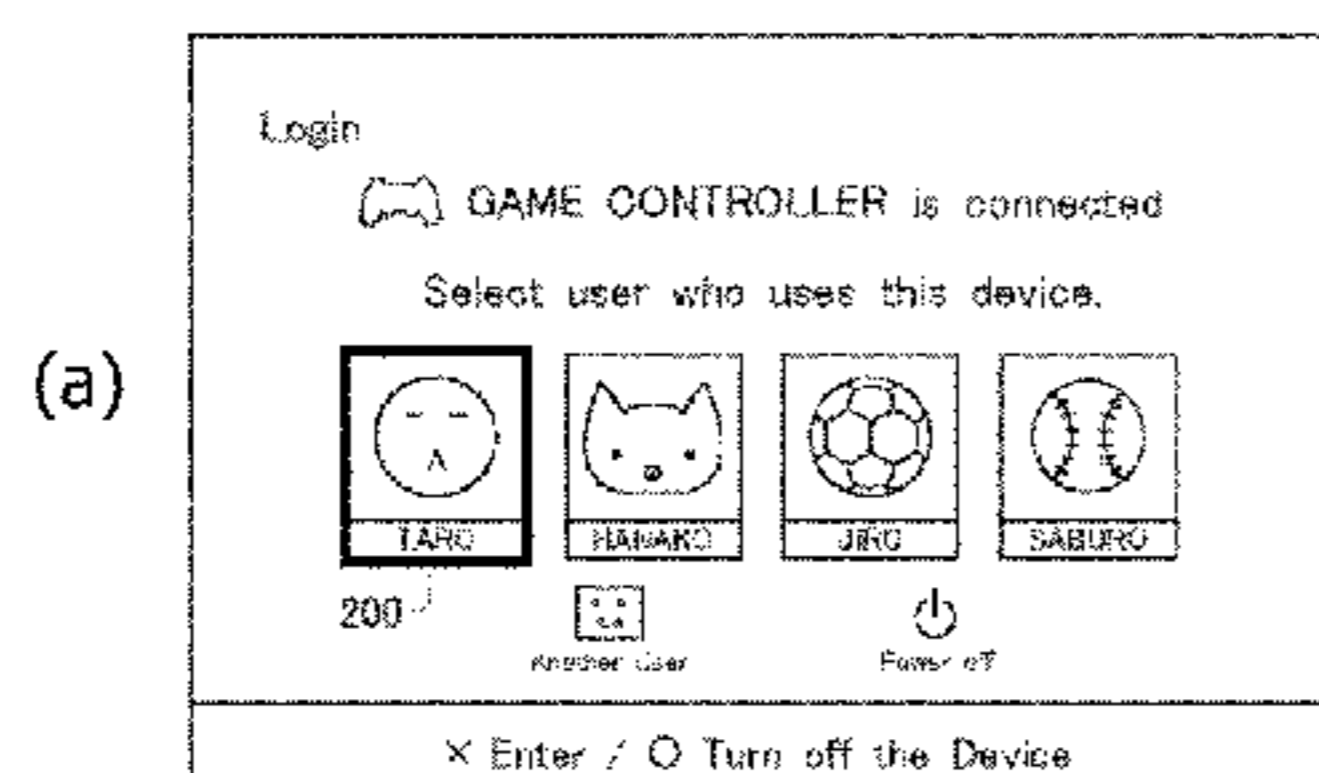 Login
GAME CONTROLLER is connected
Select user who uses this device.
(a)
TARO HANAKO JIRO SABURO
200
Another User Power off
× Enter / ○ Turn off the Device